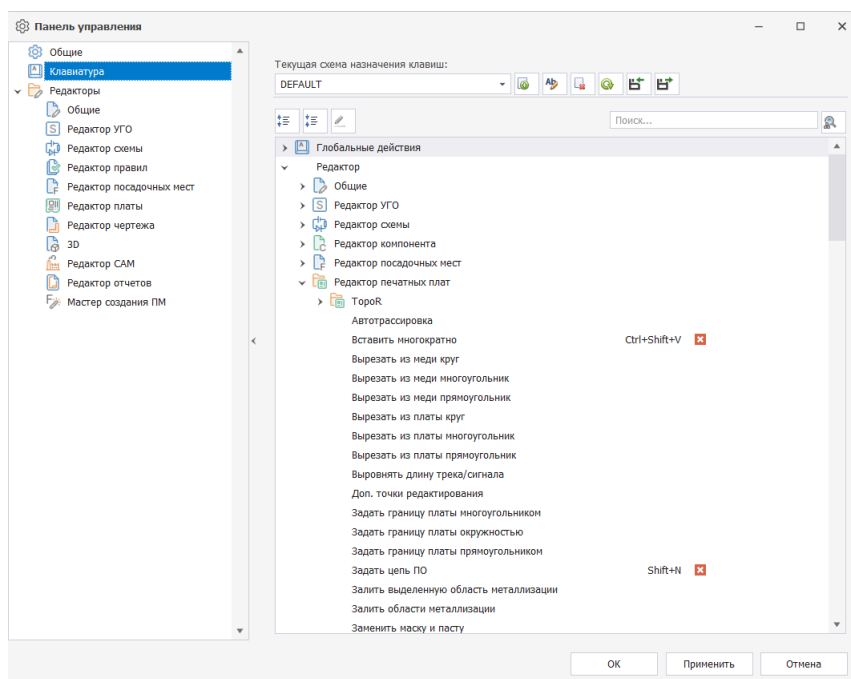 Панель управления
Общие
Клавиатура
Редакторы
Общие
Редактор УГО
Редактор схемы
Редактор правил
Редактор посадочных мест
Редактор платы
Редактор чертежа
3D
Редактор CAM
Редактор отчетов
Мастер создания ПМ
Текущая схема назначения клавиш:
DEFAULT
Поиск...
Глобальные действия
Редактор
Общие
Редактор УГО
Редактор схемы
Редактор компонента
Редактор посадочных мест
Редактор печатных плат
TopoR
Автотрассировка
Вставить многократно Ctrl+Shift+V
Вырезать из меди круг
Вырезать из меди многоугольник
Вырезать из меди прямоугольник
Вырезать из платы круг
Вырезать из платы многоугольник
Вырезать из платы прямоугольник
Выровнять длину трека/сигнала
Доп. точки редактирования
Задать границу платы многоугольником
Задать границу платы окружностью
Задать границу платы прямоугольником
Задать цепь ПО Shift+N
Залить выделенную область металлизации
Залить области металлизации
Заменить маску и пасту
ОК Применить Отмена